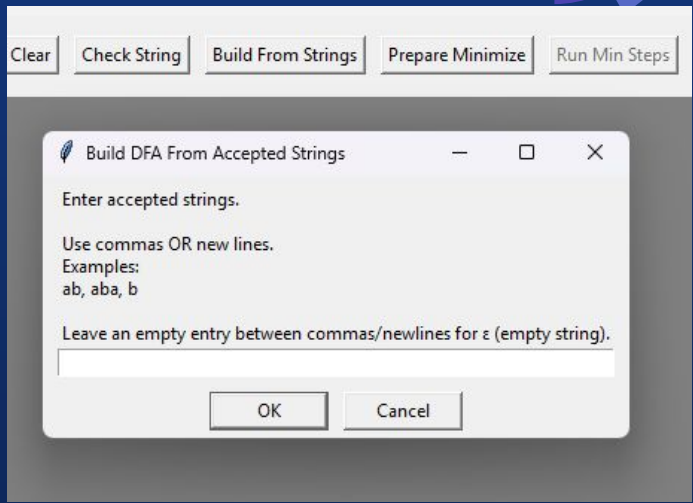 Clear Check String Build From Strings Prepare Minimize Run Min Steps
Build DFA From Accepted Strings
Enter accepted strings.
Use commas OR new lines.
Examples:
ab, aba, b
Leave an empty entry between commas/newlines for ε (empty string).
OK Cancel